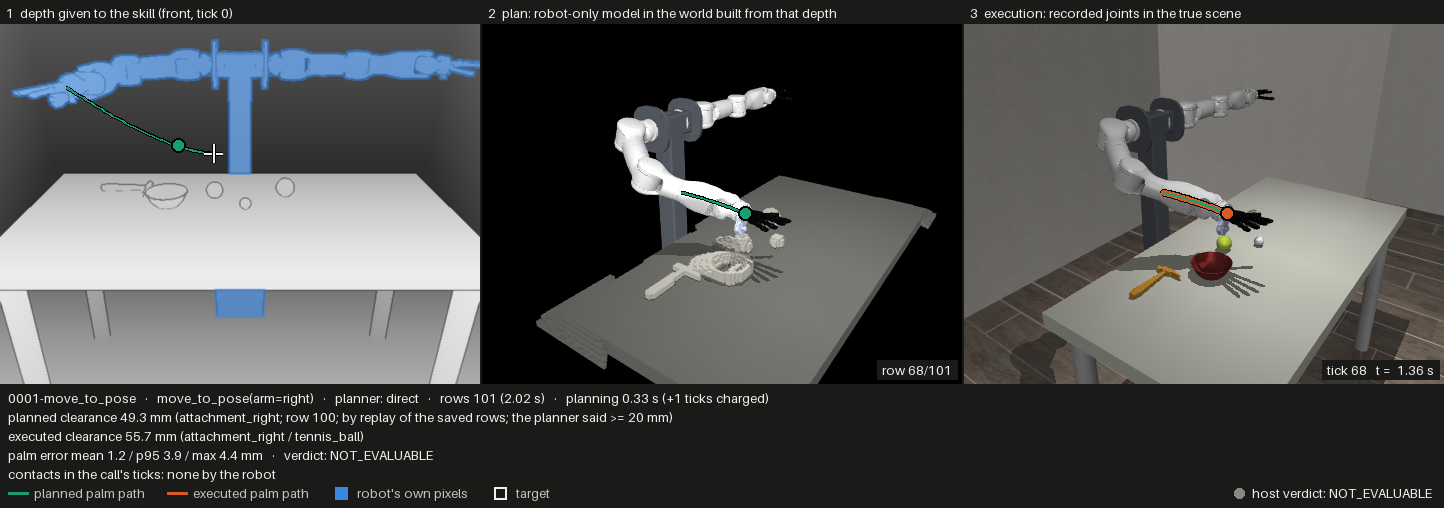 1 depth given to the skill (front, tick 0)
2 plan: robot-only model in the world built from that depth
3 execution: recorded joints in the true scene
row 68/101
tick 68 t = 1.36 s
0001-move_to_pose · move_to_pose(arm=right) · planner: direct · rows 101 (2.02 s) · planning 0.33 s (+1 ticks charged)
planned clearance 49.3 mm (attachment_right; row 100; by replay of the saved rows; the planner said >= 20 mm)
executed clearance 55.7 mm (attachment_right / tennis_ball)
palm error mean 1.2 / p95 3.9 / max 4.4 mm · verdict: NOT_EVALUABLE
contacts in the call's ticks: none by the robot
planned palm path executed palm path robot's own pixels target host verdict: NOT_EVALUABLE